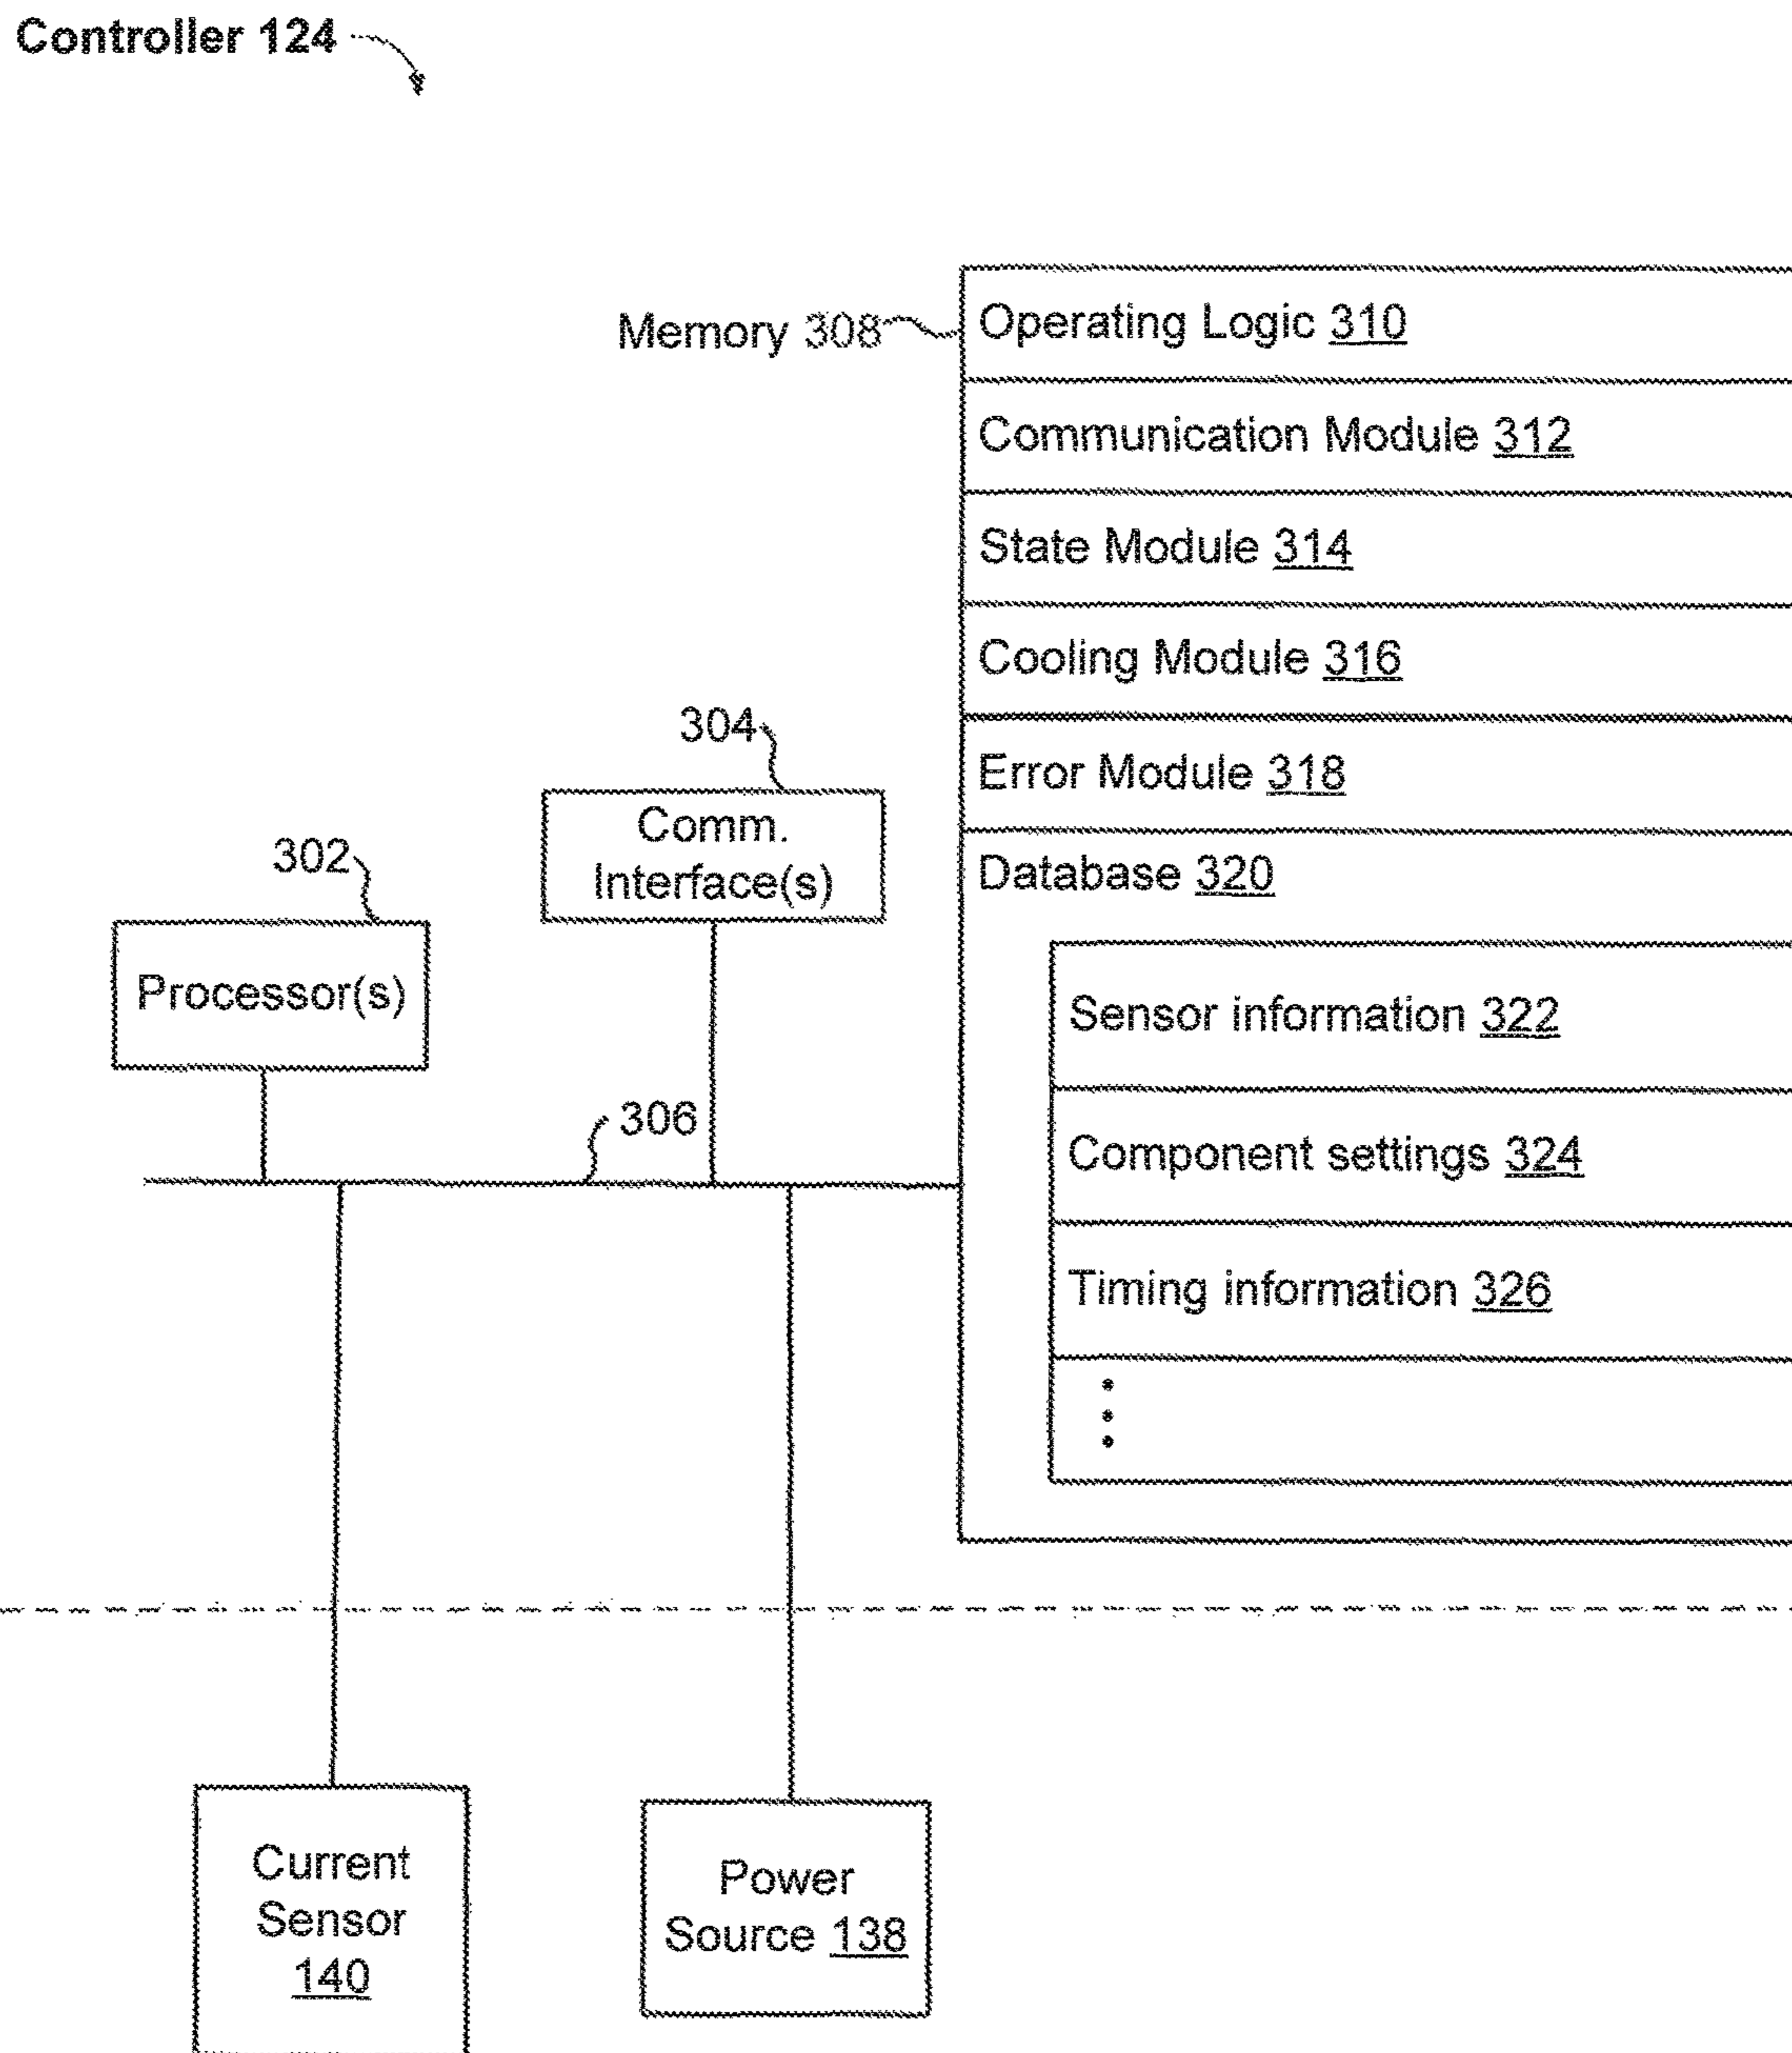 Controller 124
Memory 308
Operating Logic 310
Communication Module 312
State Module 314
Cooling Module 316
Error Module 318
Database 320
Sensor information 322
Component settings 324
Timing information 326
304
Comm.
Interface(s)
302
Processor(s)
306
Current
Sensor
140
Power
Source 138